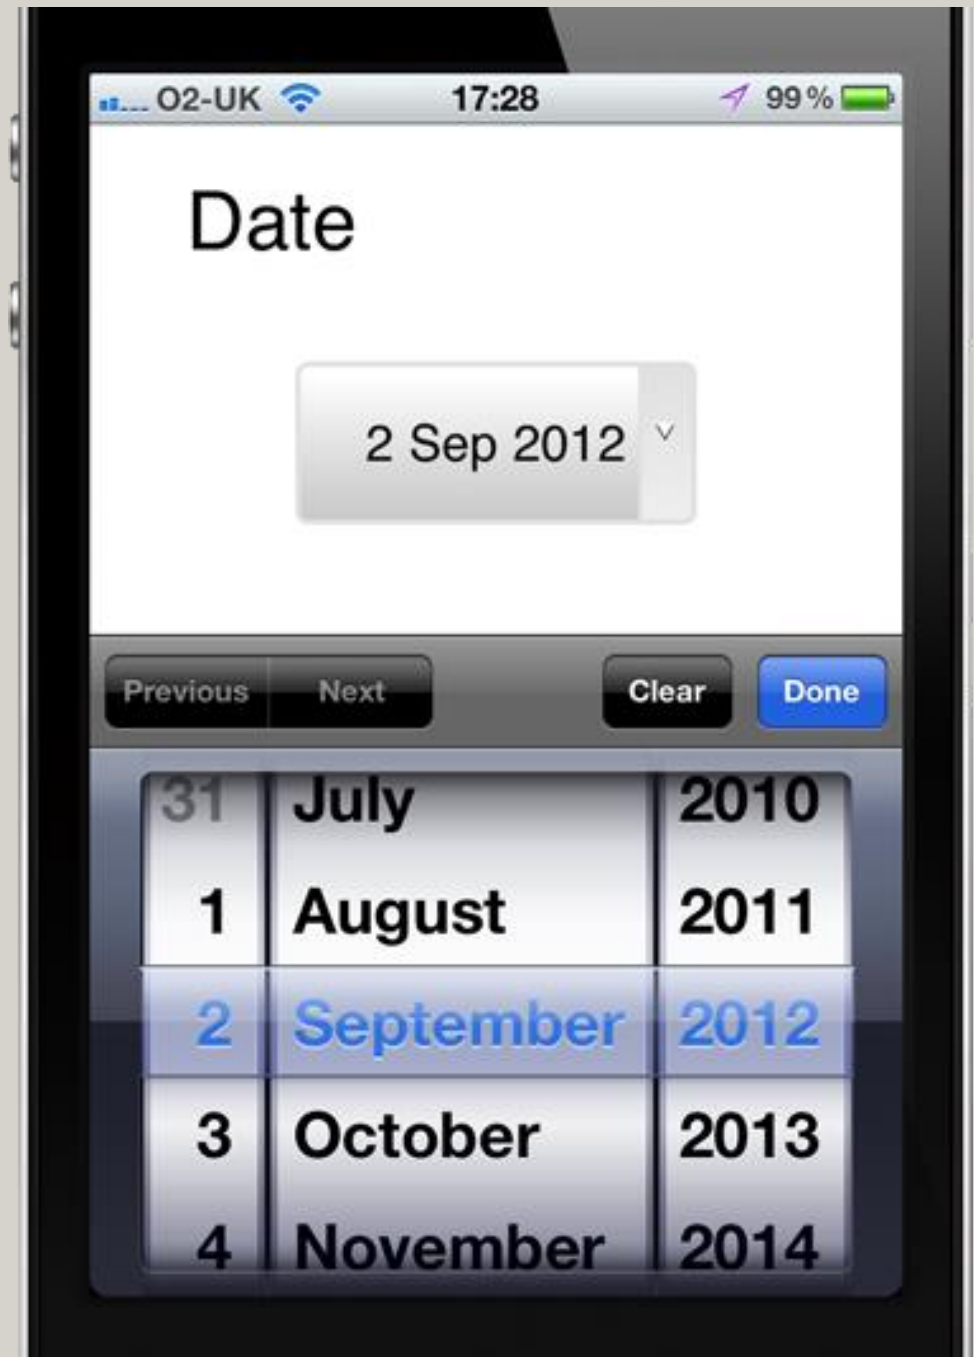 O2-UK 17:28 99%
Date
2 Sep 2012
Previous Next Clear Done
31 July 2010
1 August 2011
2 September 2012
3 October 2013
4 November 2014